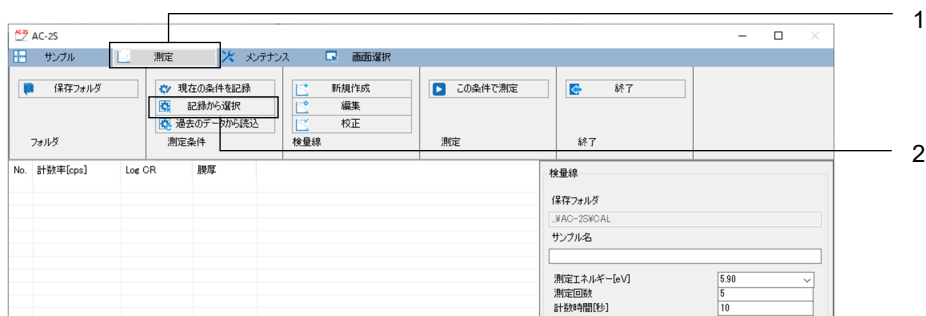 1
AC-2S AC-2S
サンプル 測定 メンテナンス 画面選択
保存フォルダ 現在の条件を記録 新規作成 この条件で測定 終了
記録から選択 編集
過去のデータから読込 校正
フォルダ 測定条件 検量線 測定 終了
2
No. 計数率[cps] Log CR 膜厚
検量線
保存フォルダ
..¥AC-2S¥CAL
サンプル名
測定エネルギー[eV] 5.90
測定回数 5
計数時間[秒] 10